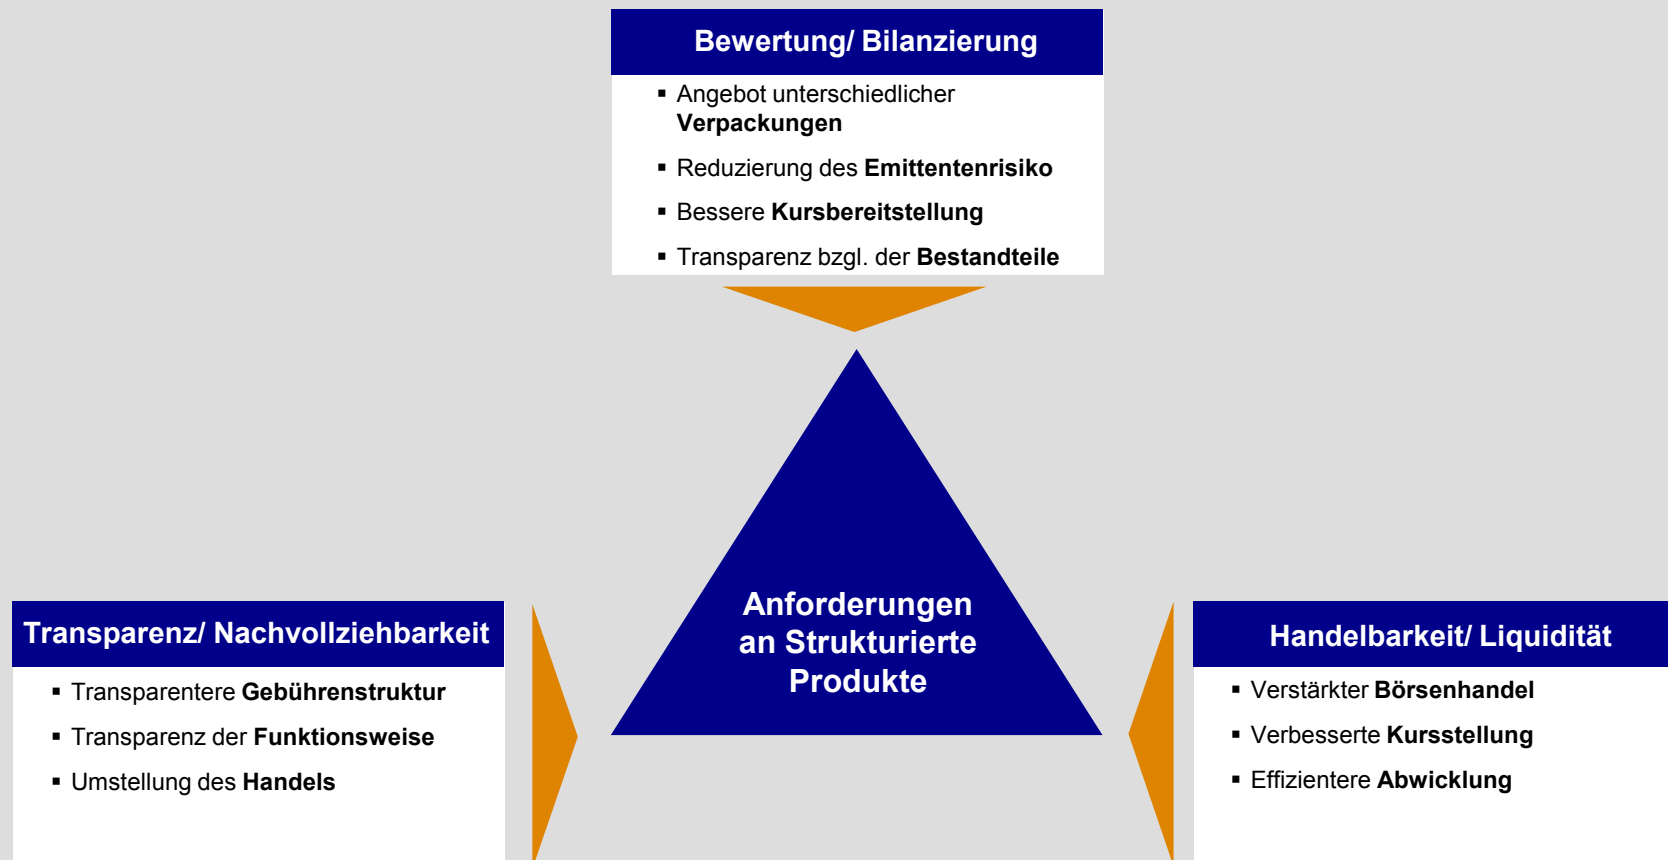 Bewertung/ Bilanzierung
▪ Angebot unterschiedlicher
Verpackungen
▪ Reduzierung des Emittentenrisiko
▪ Bessere Kursbereitstellung
▪ Transparenz bzgl. der Bestandteile
Anforderungen
an Strukturierte
Produkte
Transparenz/ Nachvollziehbarkeit
▪ Transparentere Gebührenstruktur
▪ Transparenz der Funktionsweise
▪ Umstellung des Handels
Handelbarkeit/ Liquidität
▪ Verstärkter Börsenhandel
▪ Verbesserte Kursstellung
▪ Effizientere Abwicklung